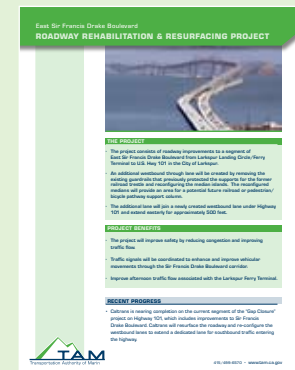 East Sir Francis Drake Boulevard
ROADWAY REHABILITATION & RESURFACING PROJECT
THE PROJECT
• The project consists of roadway improvements to a segment of
East Sir Francis Drake Boulevard from Larkspur Landing Circle/Ferry
Terminal to U.S. Hwy 101 in the City of Larkspur.
• An additional westbound through lane will be created by removing the
existing guardrails that previously protected the supports for the former
railroad trestle and reconfiguring the median islands. The reconfigured
medians will provide an area for a potential future railroad or pedestrian/
bicycle pathway support column.
• The additional lane will join a newly created westbound lane under Highway
101 and extend easterly for approximately 500 feet.
PROJECT BENEFITS
• The project will improve safety by reducing congestion and improving
traffic flow.
• Traffic signals will be coordinated to enhance and improve vehicular
movements through the Sir Francis Drake Boulevard corridor.
• Improve afternoon traffic flow associated with the Larkspur Ferry Terminal.
RECENT PROGRESS
• Caltrans is nearing completion on the current segment of the "Gap Closure"
project on Highway 101, which includes improvements to Sir Francis
Drake Boulevard. Caltrans will resurface the roadway and re-configure the
westbound lanes to extend a dedicated lane for southbound traffic entering
the highway.
TAM
Transportation Authority of Marin
www.tam.ca.gov